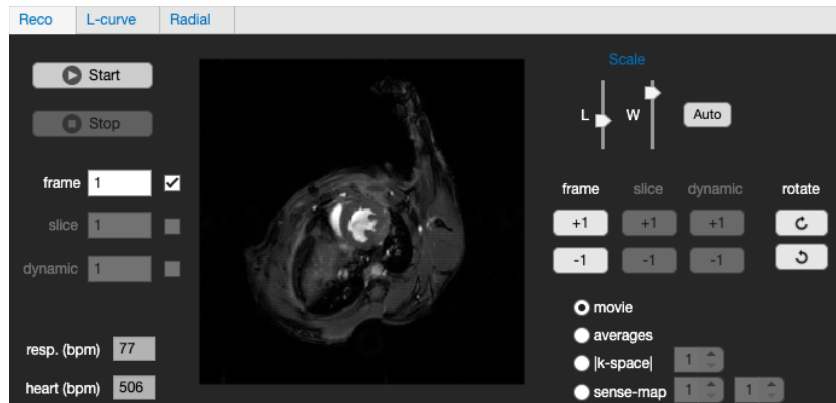 Reco L-curve Radial
Scale
Start
L W Auto
Stop
frame 1
frame slice dynamic rotate
slice 1
+1 +1 +1
dynamic 1
-1 -1 -1
movie
averages
resp. (bpm) 77
|k-space| 1
heart (bpm) 506
sense-map 1 1